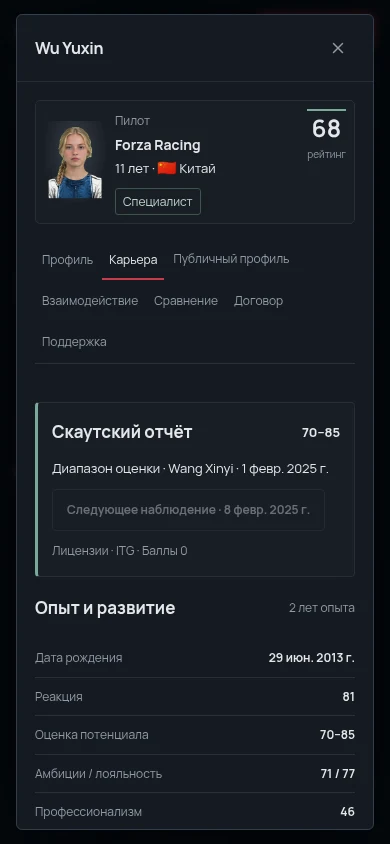 Wu Yuxin
Пилот
Forza Racing
11 лет · 🇨🇳 Китай
Специалист
68
рейтинг
Профиль Карьера Публичный профиль
Взаимодействие Сравнение Договор
Поддержка
Скаутский отчёт 70–85
Диапазон оценки · Wang Xinyi · 1 февр. 2025 г.
Следующее наблюдение · 8 февр. 2025 г.
Лицензии · ITG · Баллы 0
Опыт и развитие 2 лет опыта
Дата рождения 29 июн. 2013 г.
Реакция 81
Оценка потенциала 70–85
Амбиции / лояльность 71 / 77
Профессионализм 46